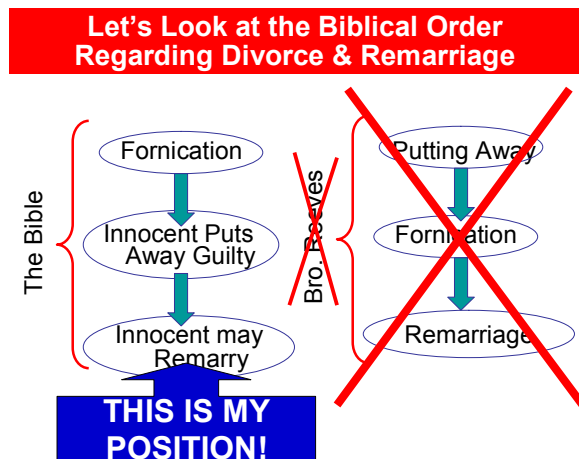 Let's Look at the Biblical Order
Regarding Divorce & Remarriage
The Bible
Fornication
Innocent Puts
Away Guilty
Innocent may
Remarry
THIS IS MY
POSITION!
Bro. Reeves
Putting Away
Fornication
Remarriage